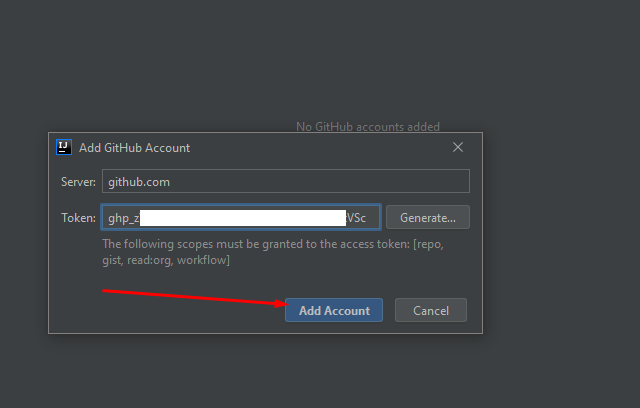 No GitHub accounts added
IJ
Add GitHub Account
Server: github.com
Token: ghp_z VSc Generate...
The following scopes must be granted to the access token: [repo,
gist, read:org, workflow]
Add Account Cancel